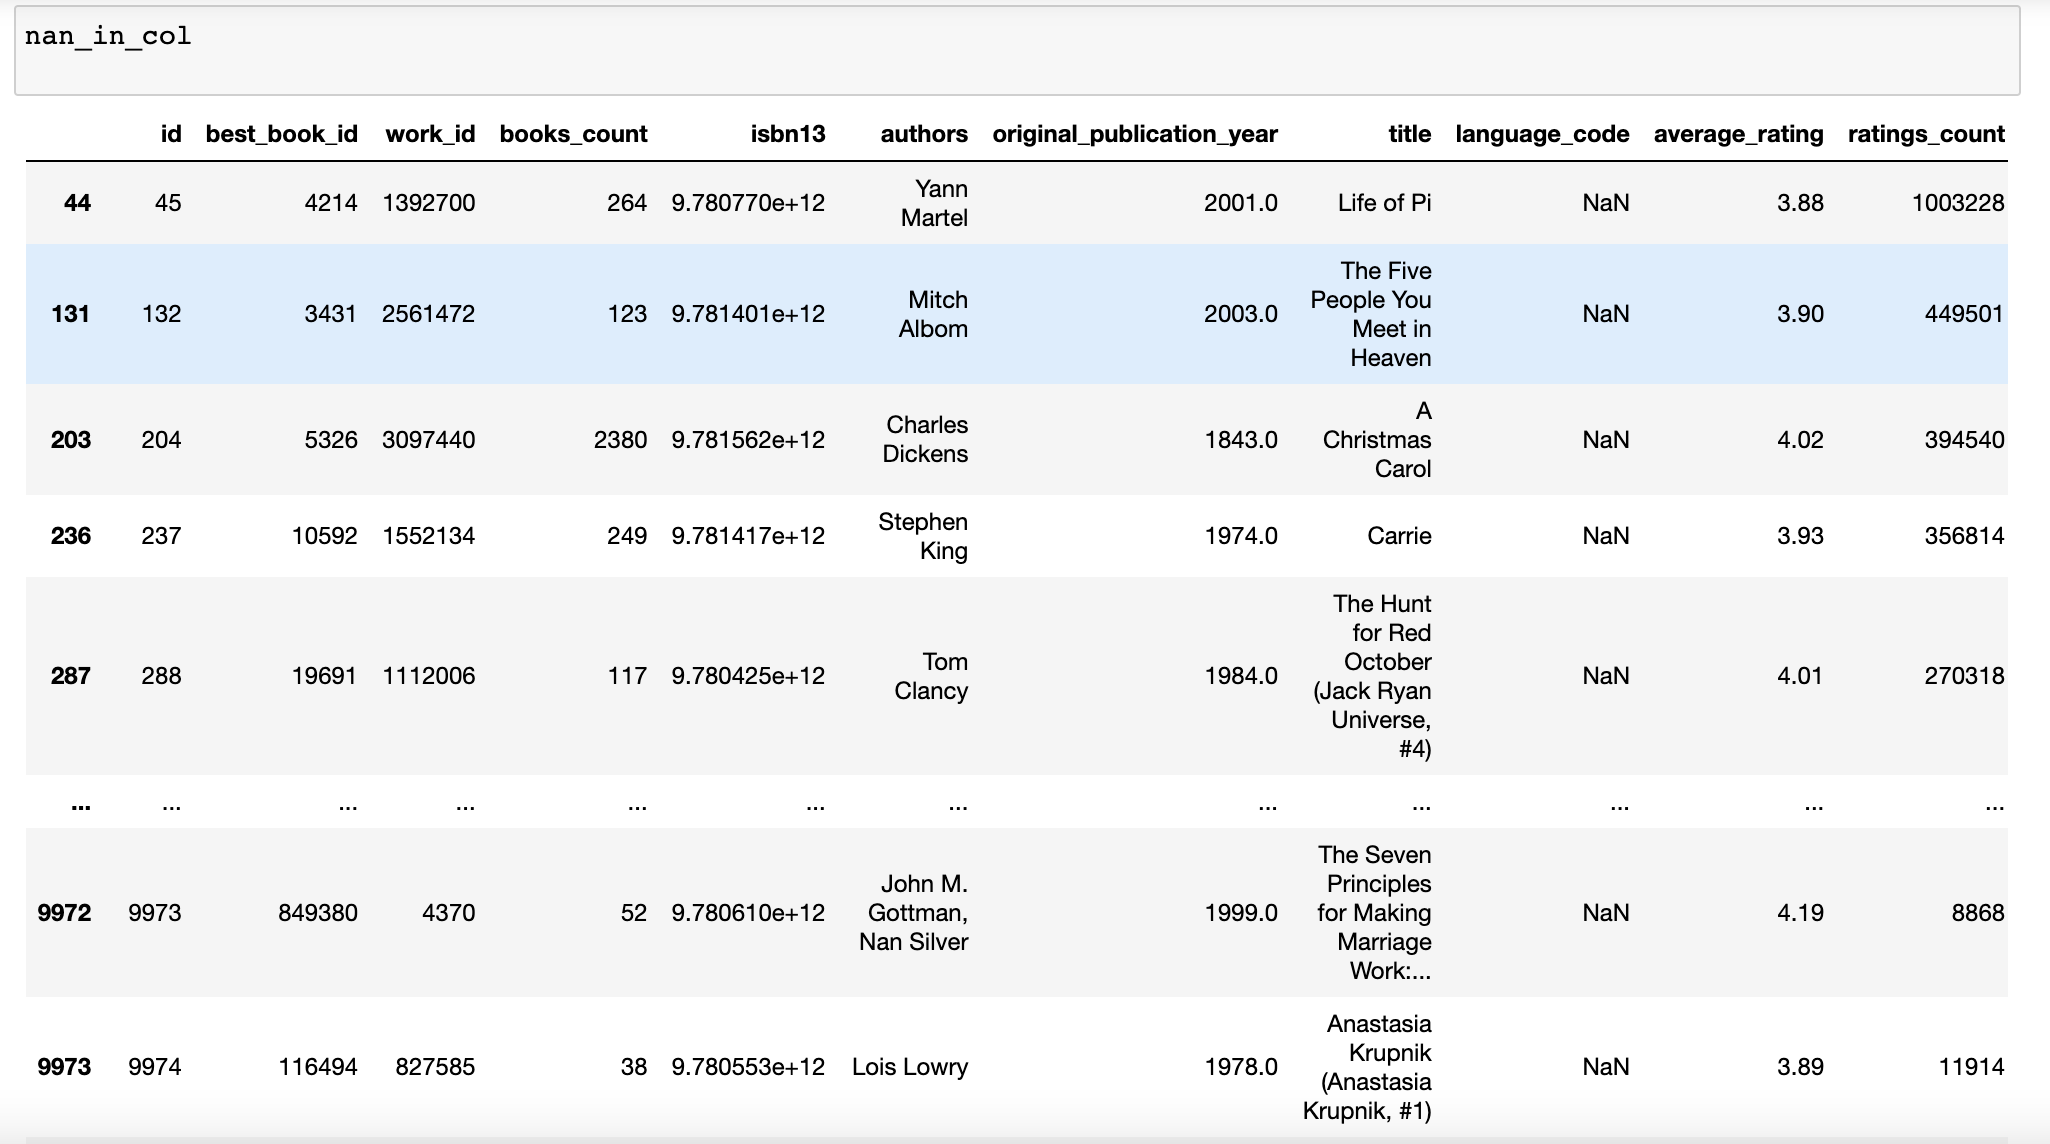 nan_in_col
id best_book_id work_id books_count isbn13 authors original_publication_year title language_code average_rating ratings_count
44 45 4214 1392700 264 9.780770e+12 Yann Martel 2001.0 Life of Pi NaN 3.88 1003228
131 132 3431 2561472 123 9.781401e+12 Mitch Albom 2003.0 The Five People You Meet in Heaven NaN 3.90 449501
203 204 5326 3097440 2380 9.781562e+12 Charles Dickens 1843.0 A Christmas Carol NaN 4.02 394540
236 237 10592 1552134 249 9.781417e+12 Stephen King 1974.0 Carrie NaN 3.93 356814
287 288 19691 1112006 117 9.780425e+12 Tom Clancy 1984.0 The Hunt for Red October (Jack Ryan Universe, #4) NaN 4.01 270318
... ... ... ... ... ... ... ... ... ... ... ...
9972 9973 849380 4370 52 9.780610e+12 John M. Gottman, Nan Silver 1999.0 The Seven Principles for Making Marriage Work:... NaN 4.19 8868
9973 9974 116494 827585 38 9.780553e+12 Lois Lowry 1978.0 Anastasia Krupnik (Anastasia Krupnik, #1) NaN 3.89 11914